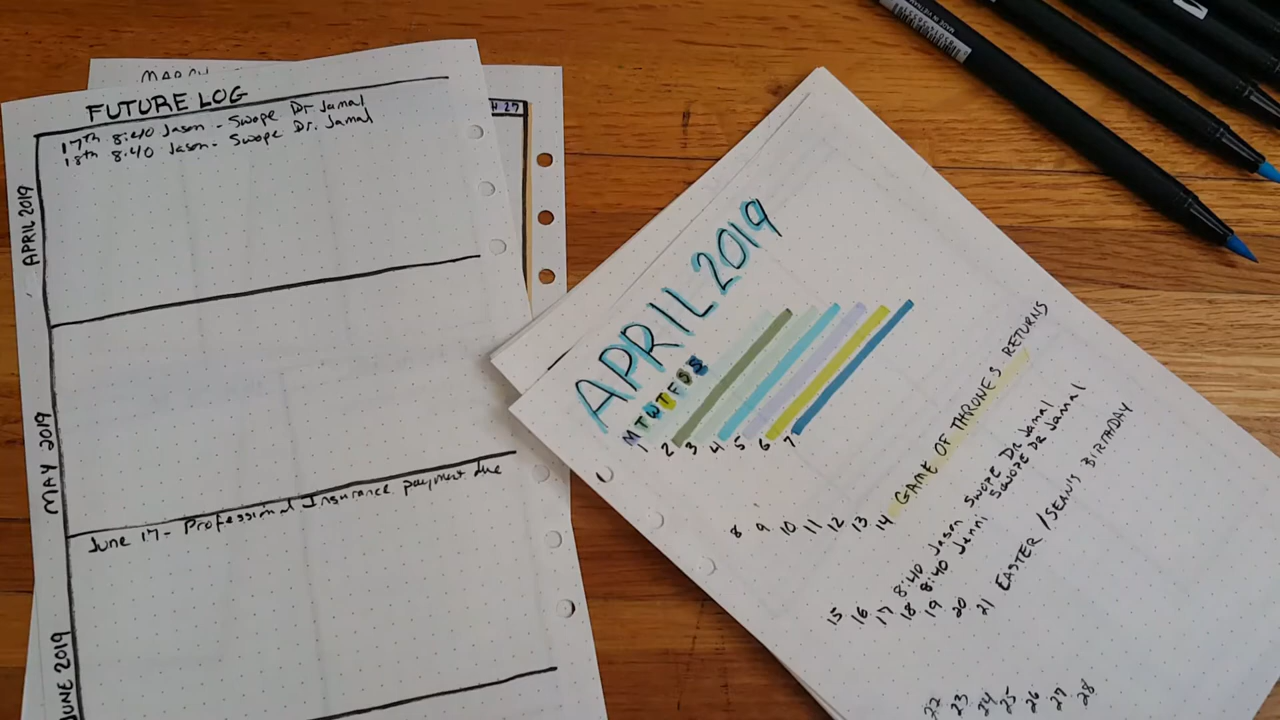 FUTURE LOG
17th 8:40 Jason - Swope Dr Jamal
18th 8:40 Jason - Swope Dr. Jamal
APRIL 2019
MAY 2019
June 17 - Professional Insurance payment due
JUNE 2019
27
APRIL 2019
M T W T F S S
1
2
3
4
5
6
7
8
9
10
11
12
13
14 GAME OF THRONES RETURNS
15
16
17 8:40 Jason SWOPE DR Jamal
18 8:40 Jenni SWOPE DR Jamal
19
20
21 EASTER / SEAN'S BIRTHDAY
22
23
24
25
26
27
28
MADE IN VIETNAM